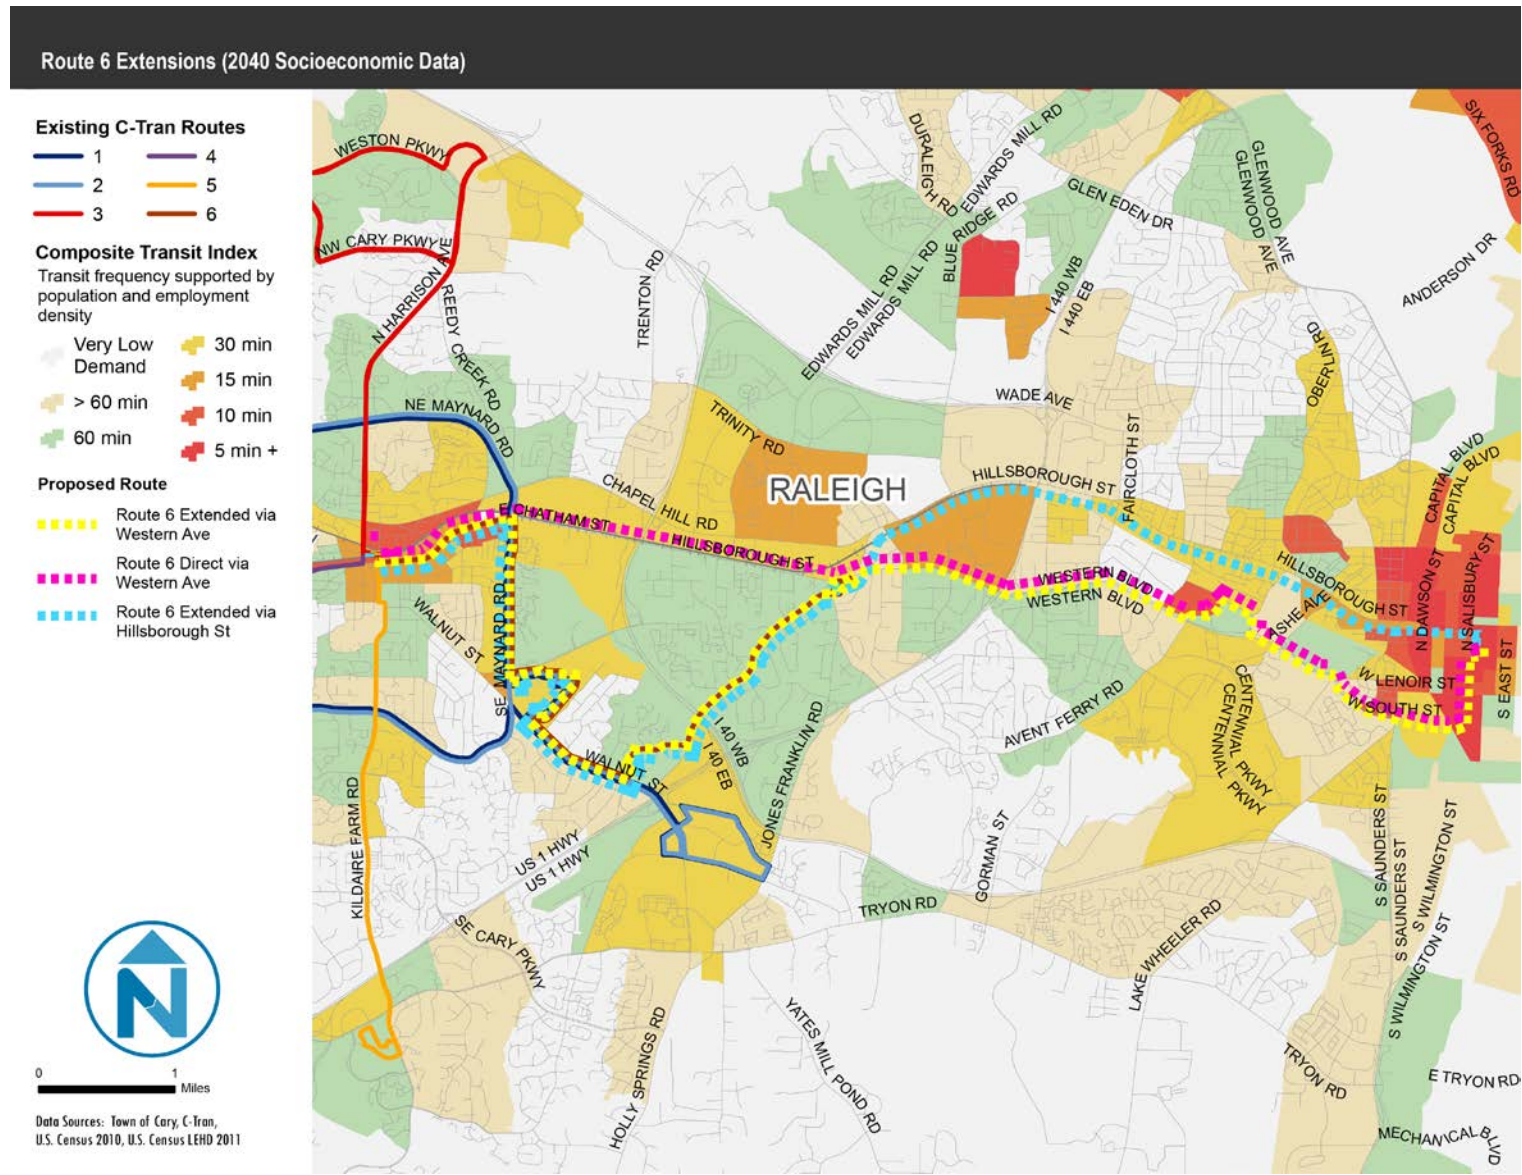 Route 6 Extensions (2040 Socioeconomic Data)
Existing C-Tran Routes
1
4
2
5
3
6
Composite Transit Index
Transit frequency supported by
population and employment
density
Very Low
Demand
30 min
> 60 min
15 min
60 min
10 min
5 min +
Proposed Route
Route 6 Extended via
Western Ave
Route 6 Direct via
Western Ave
Route 6 Extended via
Hillsborough St
N
0
1
Miles
Data Sources: Town of Cary, C-Tran,
U.S. Census 2010, U.S. Census LEHD 2011
WESTON PKWY
NW CARY PKWY
N HARRISON AVE
REEDY CREEK RD
NE MAYNARD RD
TRENTON RD
DURALEIGH RD
EDWARDS MILL RD
BLUE RIDGE RD
EDWARDS MILL RD
EDWARDS MILL RD
GLEN EDEN DR
GLENWOOD AVE
GLENWOOD AVE
SIX FORKS RD
ANDERSON DR
I 440 WB
I 440 EB
OBERLIN RD
WADE AVE
TRINITY RD
RALEIGH
FAIRCLOTH ST
HILLSBOROUGH ST
CAPITAL BLVD
CAPITAL BLVD
CHAPEL HILL RD
E CHATHAM ST
HILLSBOROUGH ST
WESTERN BLVD
WESTERN BLVD
HILLSBOROUGH ST
ASHE AVE
N DAWSON ST
N SALISBURY ST
W LENOIR ST
W SOUTH ST
S EAST ST
WALNUT ST
SE MAYNARD RD
WALNUT ST
I 40 WB
I 40 EB
JONES FRANKLIN RD
AVENT FERRY RD
CENTENNIAL PKWY
CENTENNIAL PKWY
KILDAIRE FARM RD
US 1 HWY
US 1 HWY
GORMAN ST
TRYON RD
S SAUNDERS ST
S SAUNDERS ST
S WILMINGTON ST
S WILMINGTON ST
SE CARY PKWY
LAKE WHEELER RD
HOLLY SPRINGS RD
YATES MILL POND RD
TRYON RD
E TRYON RD
MECHANICAL BLVD